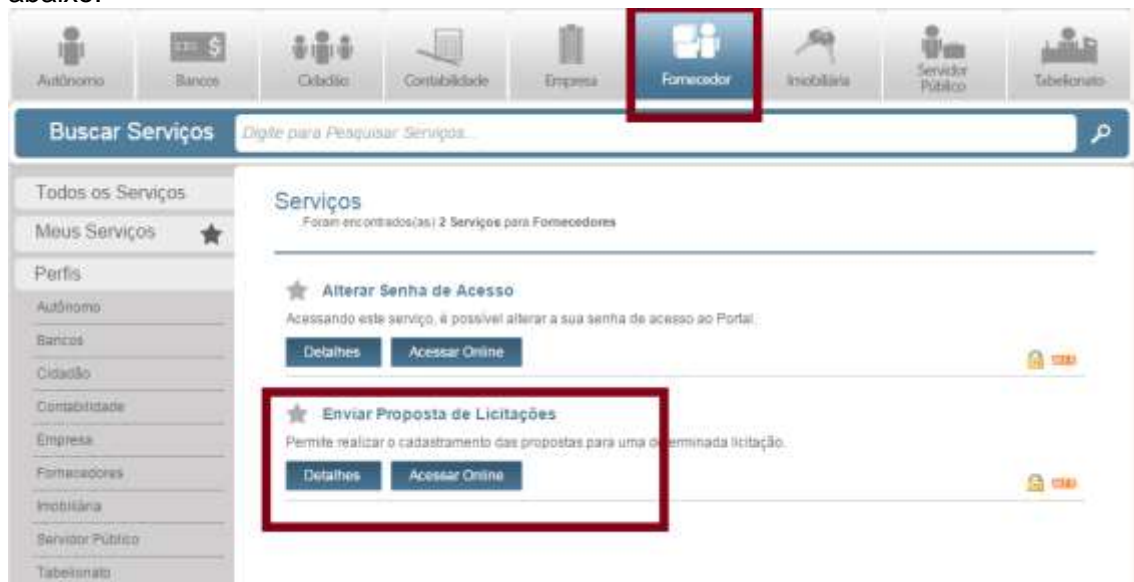 abaixo.
Autônomo
Bancos
Cidadão
Contabilidade
Empresa
Fornecedor
Imobiliária
Servidor
Público
Tabelionato
Buscar Serviços
Digite para Pesquisar Serviços...
Todos os Serviços
Meus Serviços
Perfis
Autônomo
Bancos
Cidadão
Contabilidade
Empresa
Fornecedores
Imobiliária
Servidor Público
Tabelionato
Serviços
Foram encontrados(as) 2 Serviços para Fornecedores
Alterar Senha de Acesso
Acessando este serviço, é possível alterar a sua senha de acesso ao Portal.
Detalhes Acessar Online
Enviar Proposta de Licitações
Permite realizar o cadastramento das propostas para uma determinada licitação.
Detalhes Acessar Online